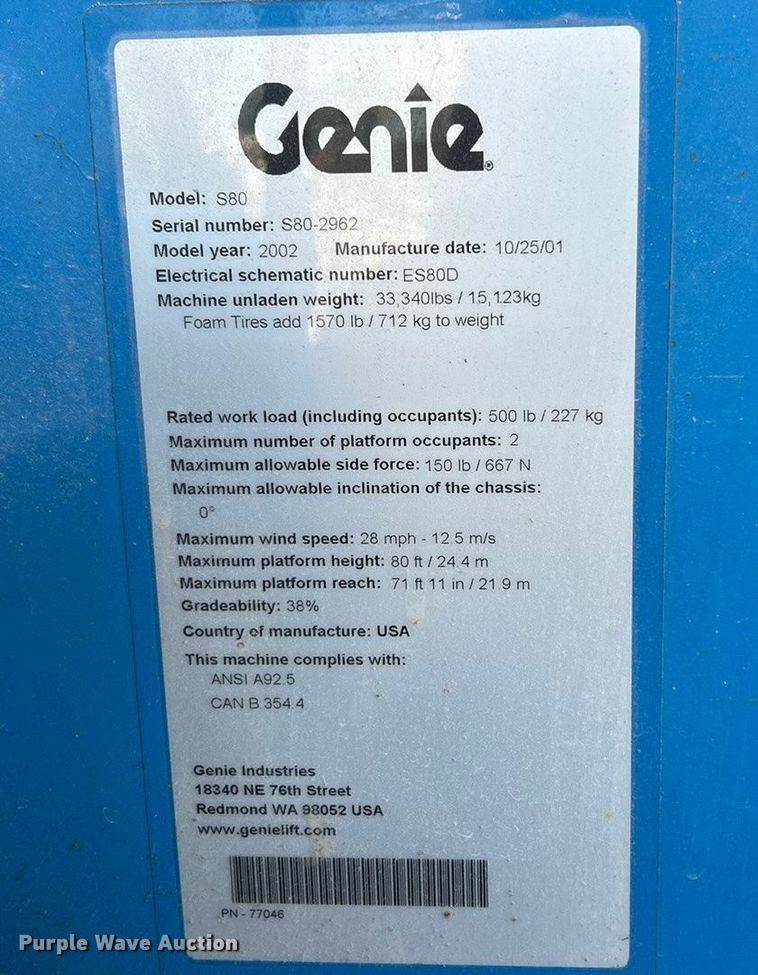 Genie®
Model: S80
Serial number: S80-2962
Model year: 2002 Manufacture date: 10/25/01
Electrical schematic number: ES80D
Machine unladen weight: 33,340lbs / 15,123kg
Foam Tires add 1570 lb / 712 kg to weight
Rated work load (including occupants): 500 lb / 227 kg
Maximum number of platform occupants: 2
Maximum allowable side force: 150 lb / 667 N
Maximum allowable inclination of the chassis:
0°
Maximum wind speed: 28 mph - 12.5 m/s
Maximum platform height: 80 ft / 24.4 m
Maximum platform reach: 71 ft 11 in / 21.9 m
Gradeability: 38%
Country of manufacture: USA
This machine complies with:
ANSI A92.5
CAN B.354.4
Genie Industries
18340 NE 76th Street
Redmond WA 98052 USA
www.genielift.com
PN - 77046
Purple Wave Auction